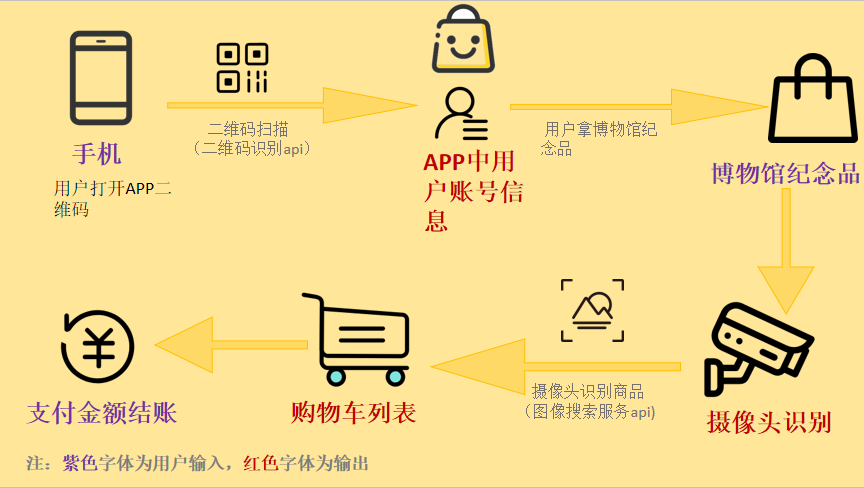 手机
用户打开APP二
维码
二维码扫描
（二维码识别api）
APP中用
户账号信
息
用户拿博物馆纪
念品
博物馆纪念品
摄像头识别
摄像头识别商品
（图像搜索服务api)
购物车列表
支付金额结账
注：紫色字体为用户输入，红色字体为输出